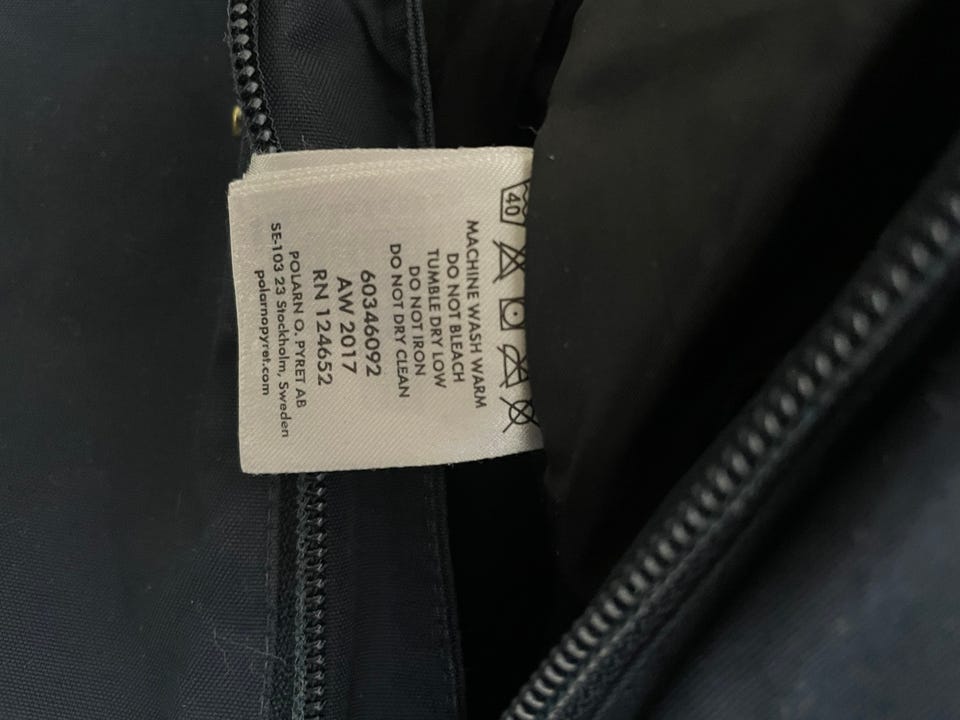 40
MACHINE WASH WARM
DO NOT BLEACH
TUMBLE DRY LOW
DO NOT IRON
DO NOT DRY CLEAN
60346092
AW 2017
RN 124652
POLARN O. PYRET AB
SE-103 23 Stockholm, Sweden
polarnopyret.com